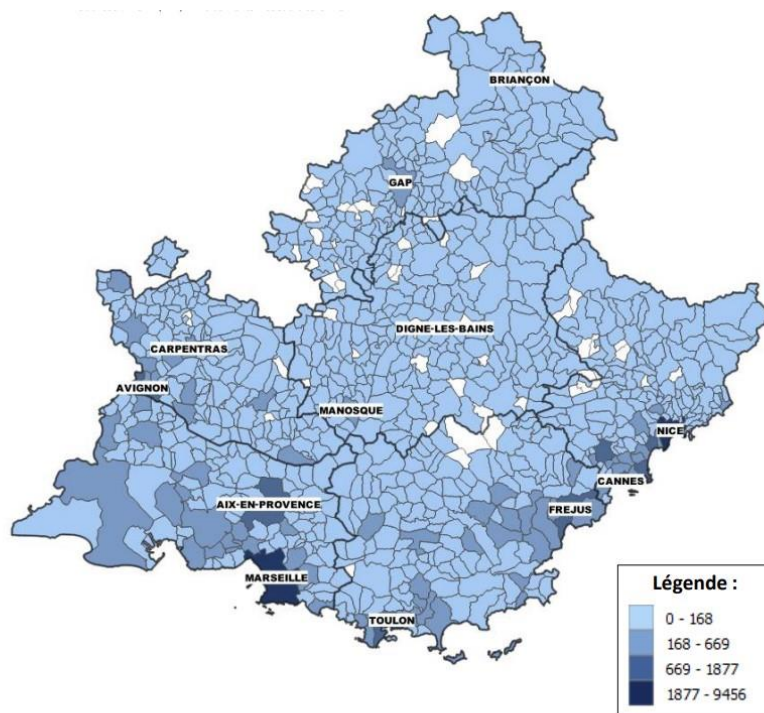 BRIANÇON
GAP
DIGNE-LES-BAINS
CARPENTRAS
AVIGNON
MANOSQUE
NICE
CANNES
AIX-EN-PROVENCE
FREJUS
MARSEILLE
TOULON
Légende :
0 - 168
168 - 669
669 - 1877
1877 - 9456